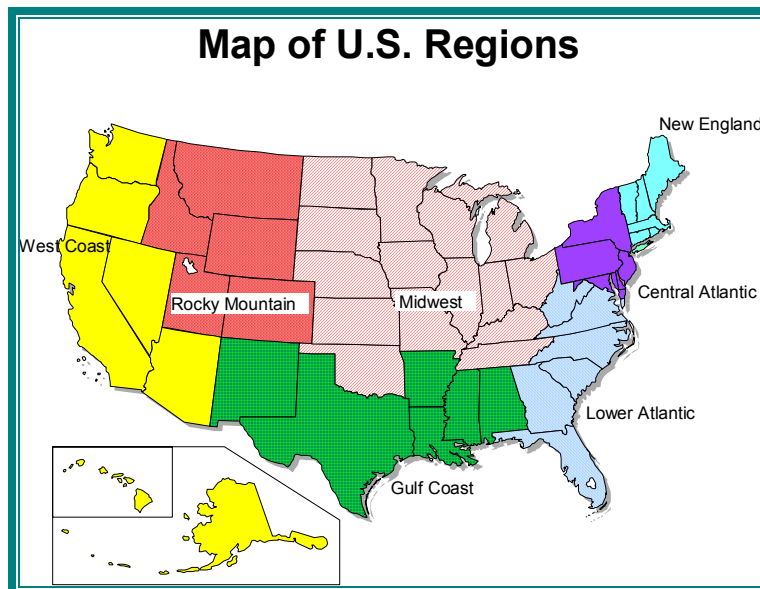 Map of U.S. Regions
New England
West Coast
Rocky Mountain
Midwest
Central Atlantic
Lower Atlantic
Gulf Coast